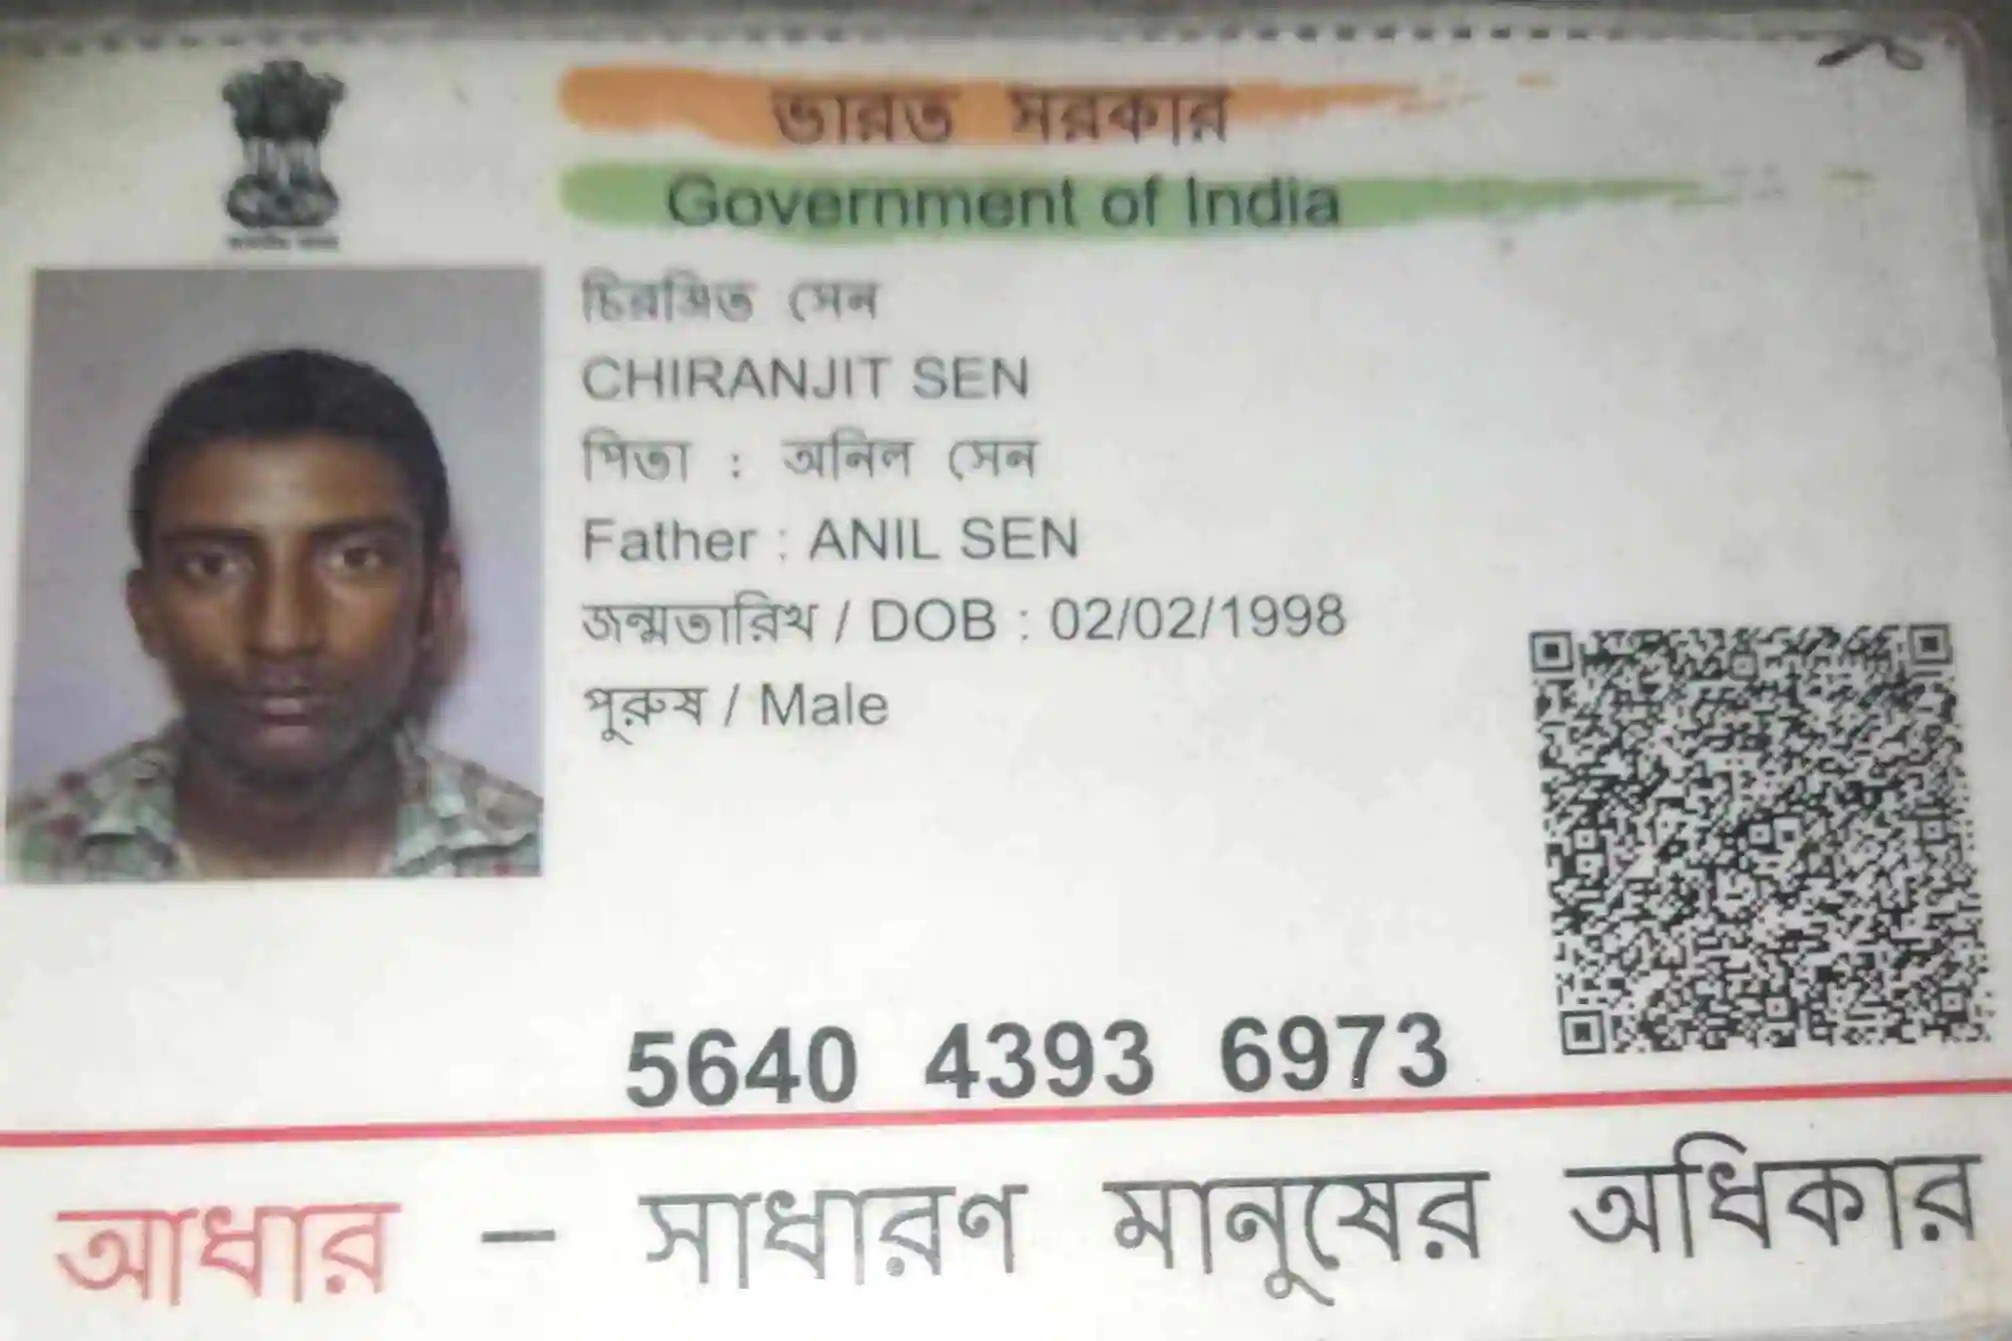 ভারত সরকার
Government of India
চিরঞ্জিত সেন
CHIRANJIT SEN
পিতা : অনিল সেন
Father : ANIL SEN
জন্মতারিখ / DOB : 02/02/1998
পুরুষ / Male
5640 4393 6973
আধার – সাধারণ মানুষের অধিকার